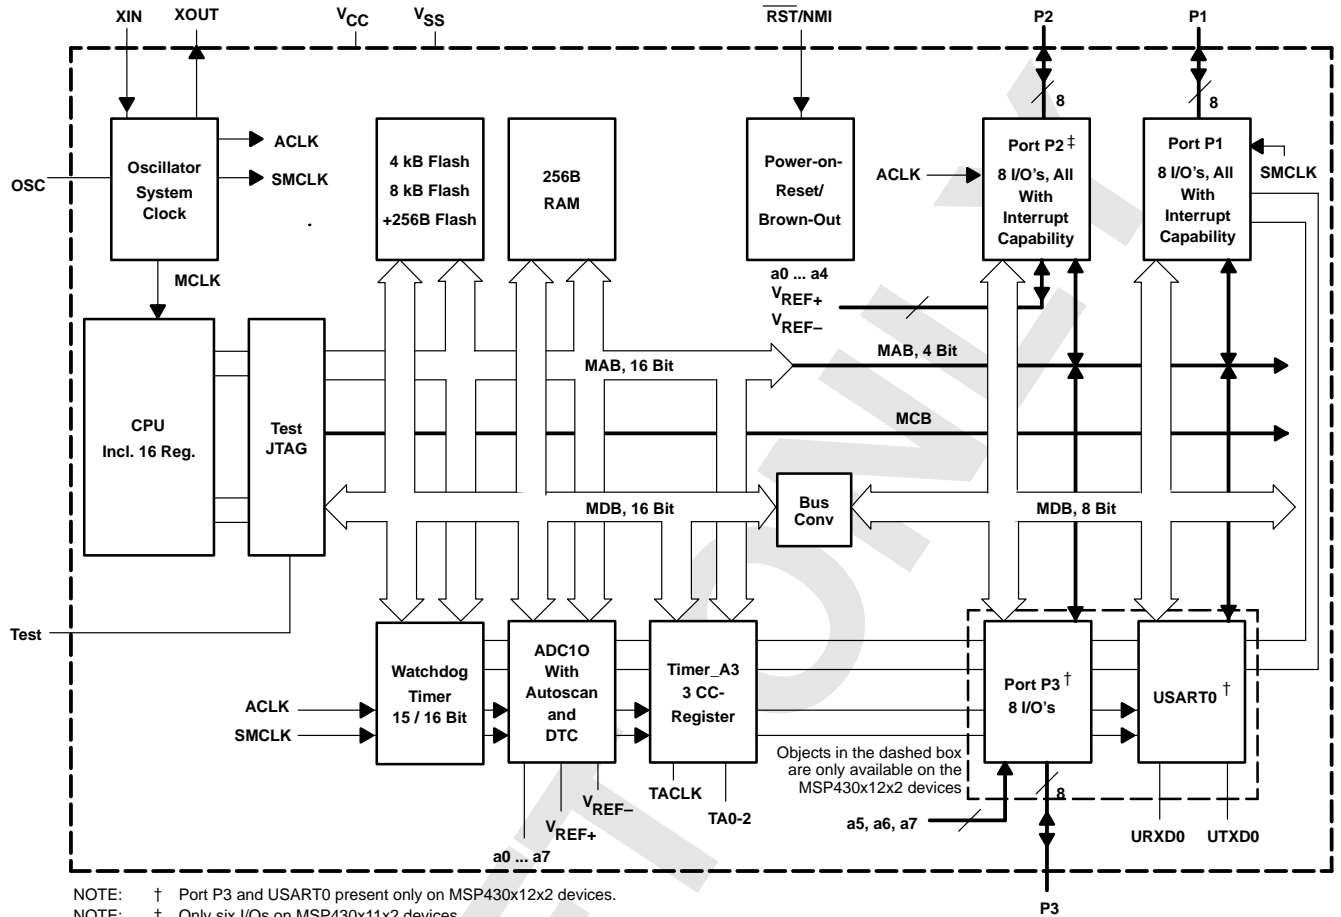 XIN
XOUT
VCC
VSS
RST/NMI
P2
P1
8
8
Oscillator
System
Clock
ACLK
SMCLK
OSC
MCLK
4 kB Flash
8 kB Flash
+256B Flash
256B
RAM
Power-on-
Reset/
Brown-Out
ACLK
Port P2 ‡
8 I/O's, All
With
Interrupt
Capability
Port P1
8 I/O's, All
With
Interrupt
Capability
SMCLK
a0 ... a4
VREF+
VREF–
CPU
Incl. 16 Reg.
Test
JTAG
MAB, 16 Bit
MAB, 4 Bit
MCB
MDB, 16 Bit
Bus
Conv
MDB, 8 Bit
Test
Watchdog
Timer
15 / 16 Bit
ADC1O
With
Autoscan
and
DTC
Timer_A3
3 CC-
Register
Port P3 †
8 I/O's
USART0 †
ACLK
SMCLK
Objects in the dashed box
are only available on the
MSP430x12x2 devices
TACLK
TA0-2
VREF–
VREF+
a0 ... a7
a5, a6, a7
8
URXD0
UTXD0
P3
NOTE: † Port P3 and USART0 present only on MSP430x12x2 devices.
NOTE: † Only six I/Os on MSP430x11x2 devices
ONLY